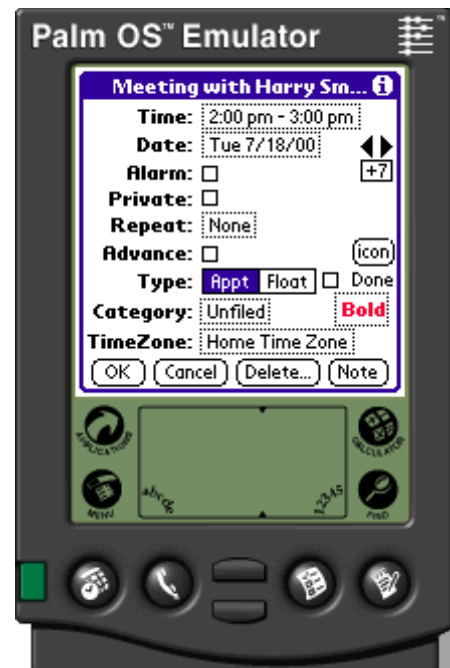 Palm OS™ Emulator
Meeting with Harry Sm...
Time: 2:00 pm - 3:00 pm
Date: Tue 7/18/00
+7
Alarm:
Private:
Repeat: None
Advance:
icon
Type: Appt Float Done
Category: Unfiled Bold
TimeZone: Home Time Zone
OK Cancel Delete... Note
APPLICATIONS CALCULATOR
abcde 12345
MENU FIND